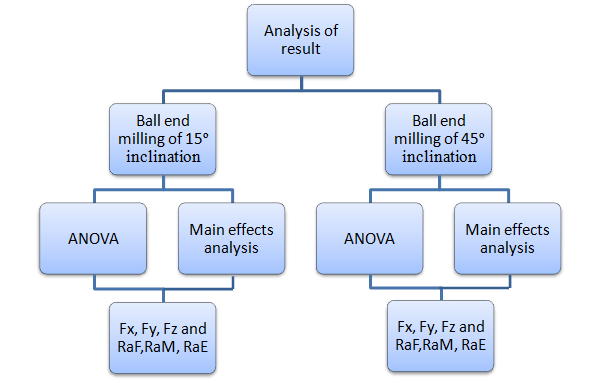 Analysis of
result
Ball end
milling of 15°
inclination
Ball end
milling of 45°
inclination
ANOVA
Main effects
analysis
ANOVA
Main effects
analysis
Fx, Fy, Fz and
RaF,RaM, RaE
Fx, Fy, Fz and
RaF,RaM, RaE